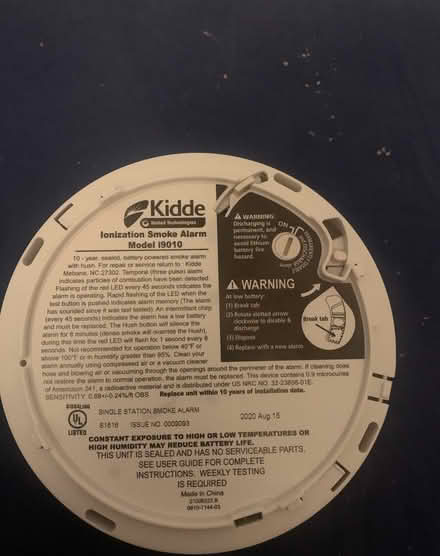 Kidde
United Technologies
Ionization Smoke Alarm
Model i9010
10 - year, sealed, battery powered smoke alarm
with hush. For repair or service return to : Kidde
Mebane, NC 27302. Temporal (three pulse) alarm
indicates particles of combustion have been detected.
Flashing of the red LED every 45 seconds indicates the
alarm is operating. Rapid flashing of the LED when the
test button is pushed indicates alarm memory (The alarm
has sounded since it was last tested). An intermittent chirp
(every 45 seconds) indicates the alarm has a low battery
and must be replaced. The Hush button will silence the
alarm for 8 minutes (dense smoke will override the Hush),
during this time the red LED will flash for 1 second every 8
seconds. Not recommended for operation below 40°F or
above 100°F or in humidity greater than 95%. Clean your
alarm annually using compressed air or a vacuum cleaner
hose and blowing air or vacuuming through the openings around the perimeter of the alarm. If cleaning does
not restore the alarm to normal operation, the alarm must be replaced. This device contains 0.9 microcuries
of Americium 241, a radioactive material and is distributed under US NRC NO. 32-23858-01E.
SENSITIVITY 0.68+/-0.24%/ft OBS Replace unit within 10 years of installation date.
WARNING
Discharging is
permanent, and
necessary to
avoid lithium
battery fire
hazard.
ON
WARNING
At low battery:
(1) Break tab
(2) Rotate slotted arrow
clockwise to disable &
discharge
(3) Dispose
(4) Replace with a new alarm
Break tab
SIGNALING
UL
LISTED
SINGLE STATION SMOKE ALARM
S1616 ISSUE NO. 0009093
2020 Aug 15
CONSTANT EXPOSURE TO HIGH OR LOW TEMPERATURES OR
HIGH HUMIDITY MAY REDUCE BATTERY LIFE.
THIS UNIT IS SEALED AND HAS NO SERVICEABLE PARTS.
SEE USER GUIDE FOR COMPLETE
INSTRUCTIONS. WEEKLY TESTING
IS REQUIRED
Made in China
0810-7144-03